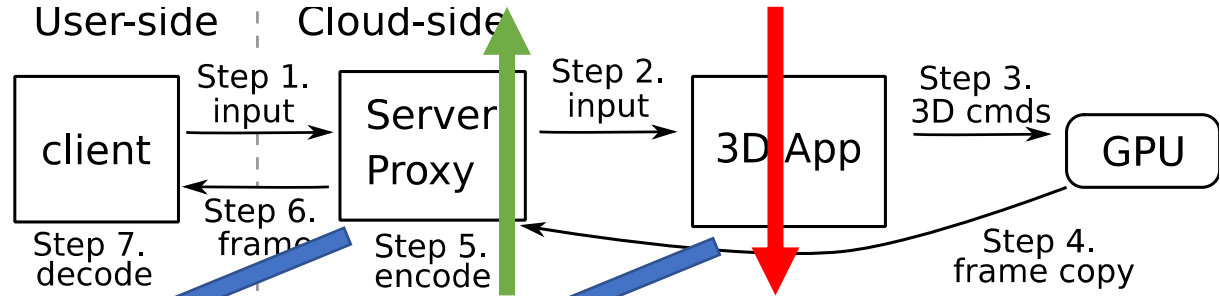 User-side
Cloud-side
Step 1.
input
Step 2.
input
Step 3.
3D cmds
client
Server
Proxy
3D App
GPU
Step 6.
frame
Step 7.
decode
Step 5.
encode
Step 4.
frame copy